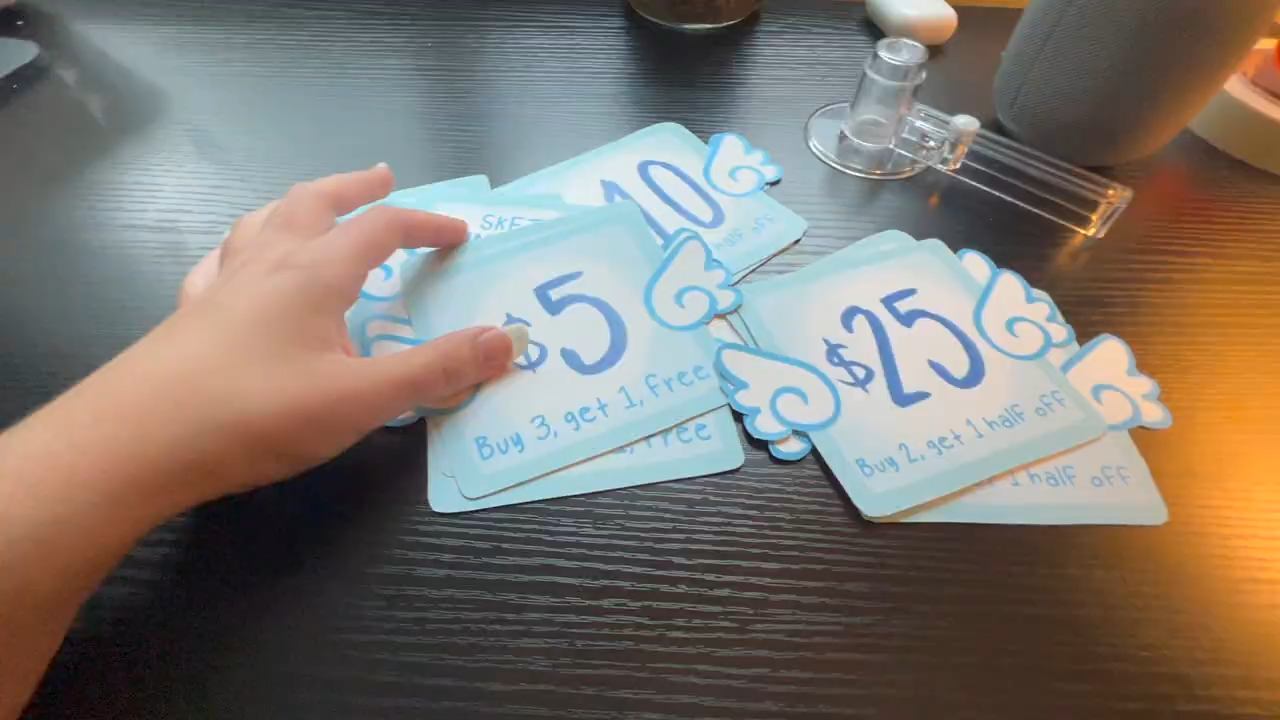 10
half off
$5
Buy 3, get 1, Free
Free
$25
Buy 2, get 1 half off
1 half off